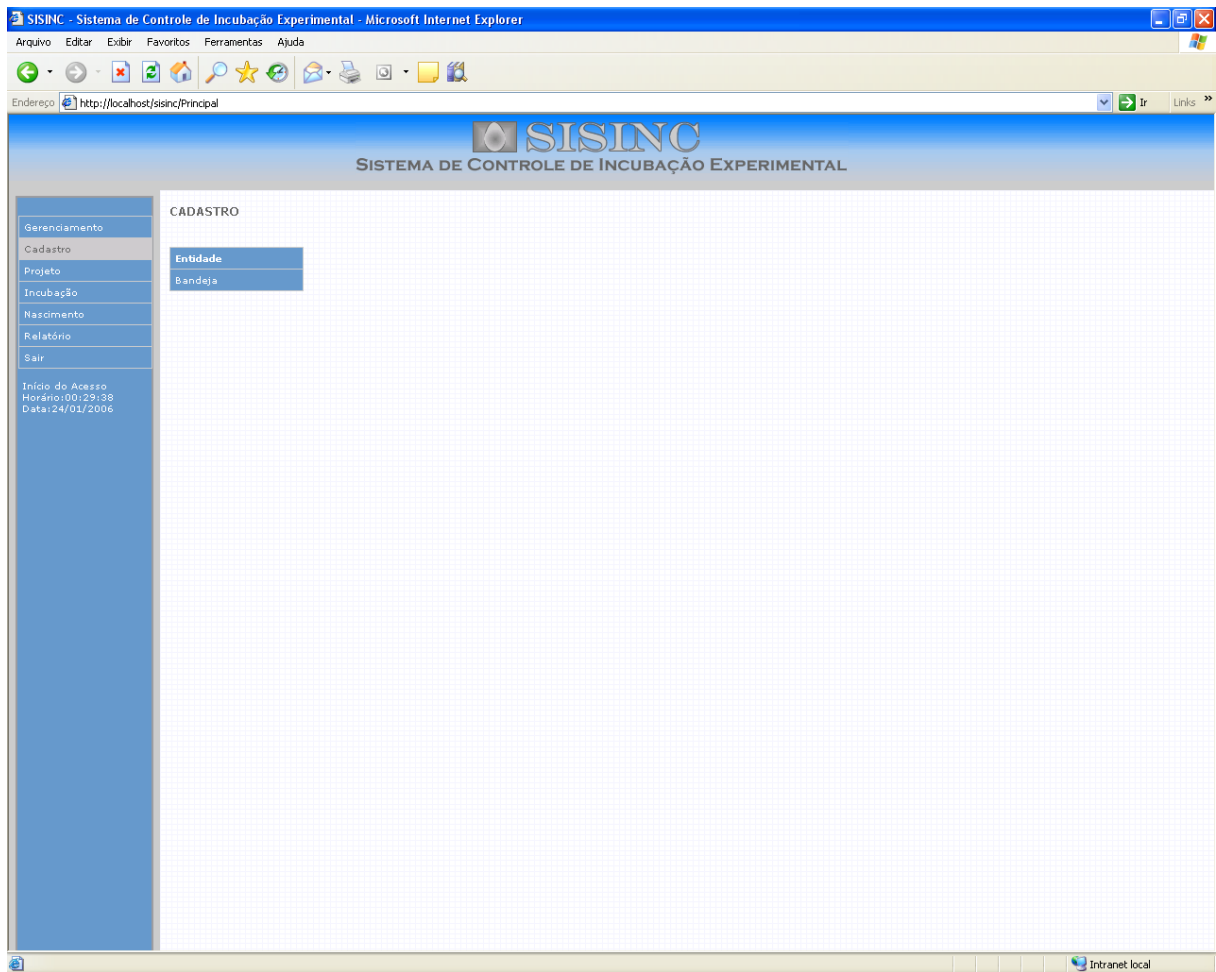 SISINC - Sistema de Controle de Incubação Experimental - Microsoft Internet Explorer
Arquivo Editar Exibir Favoritos Ferramentas Ajuda
Endereço http://localhost/sisinc/Principal Ir Links »
SISINC
SISTEMA DE CONTROLE DE INCUBAÇÃO EXPERIMENTAL
Gerenciamento
Cadastro
Projeto
Incubação
Nascimento
Relatório
Sair
Início do Acesso
Horário:00:29:38
Data:24/01/2006
CADASTRO
Entidade
Bandeja
Intranet local